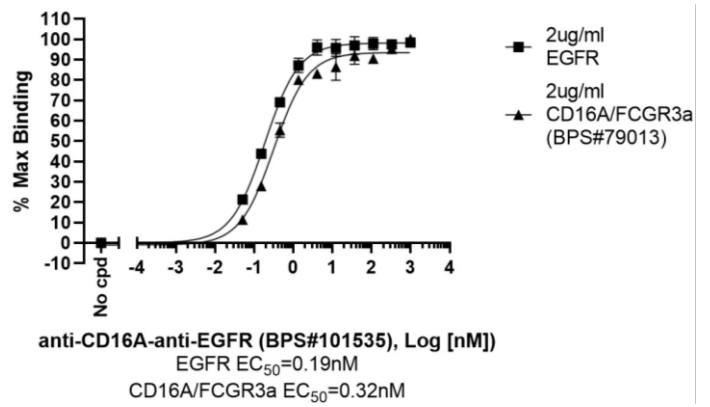 110
100
90
80
70
60
50
40
30
20
10
0
-10
% Max Binding
No cpd
-4 -3 -2 -1 0 1 2 3 4
2ug/ml
EGFR
2ug/ml
CD16A/FCGR3a
(BPS#79013)
anti-CD16A-anti-EGFR (BPS#101535), Log [nM])
EGFR EC₅₀=0.19nM
CD16A/FCGR3a EC₅₀=0.32nM